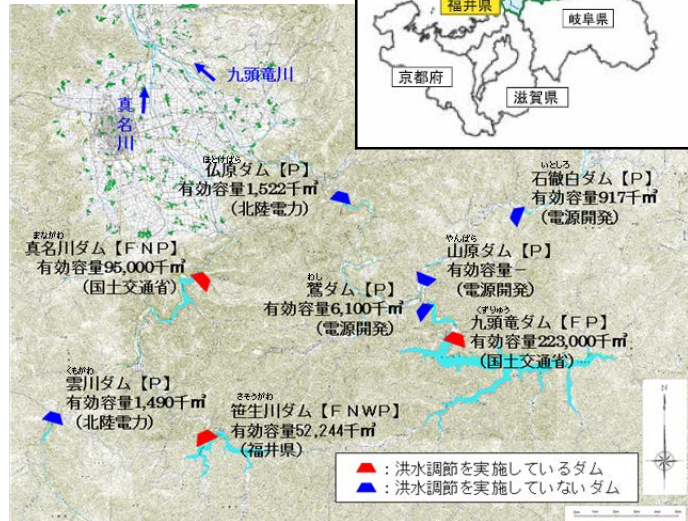 福井県
岐阜県
京都府
滋賀県
九頭竜川
真名川
ほとけばら
仏原ダム【P】
有効容量1,522千㎥
(北陸電力)
いとしろ
石徹白ダム【P】
有効容量917千㎥
(電源開発)
まながわ
真名川ダム【FNP】
有効容量95,000千㎥
(国土交通省)
やんばら
山原ダム【P】
有効容量－
(電源開発)
わし
鷲ダム【P】
有効容量6,100千㎥
(電源開発)
くずりゅう
九頭竜ダム【FP】
有効容量223,000千㎥
(国土交通省)
くもがわ
雲川ダム【P】
有効容量1,490千㎥
(北陸電力)
さそうがわ
笹生川ダム【FNWP】
有効容量52,244千㎥
(福井県)
：洪水調節を実施しているダム
：洪水調節を実施していないダム